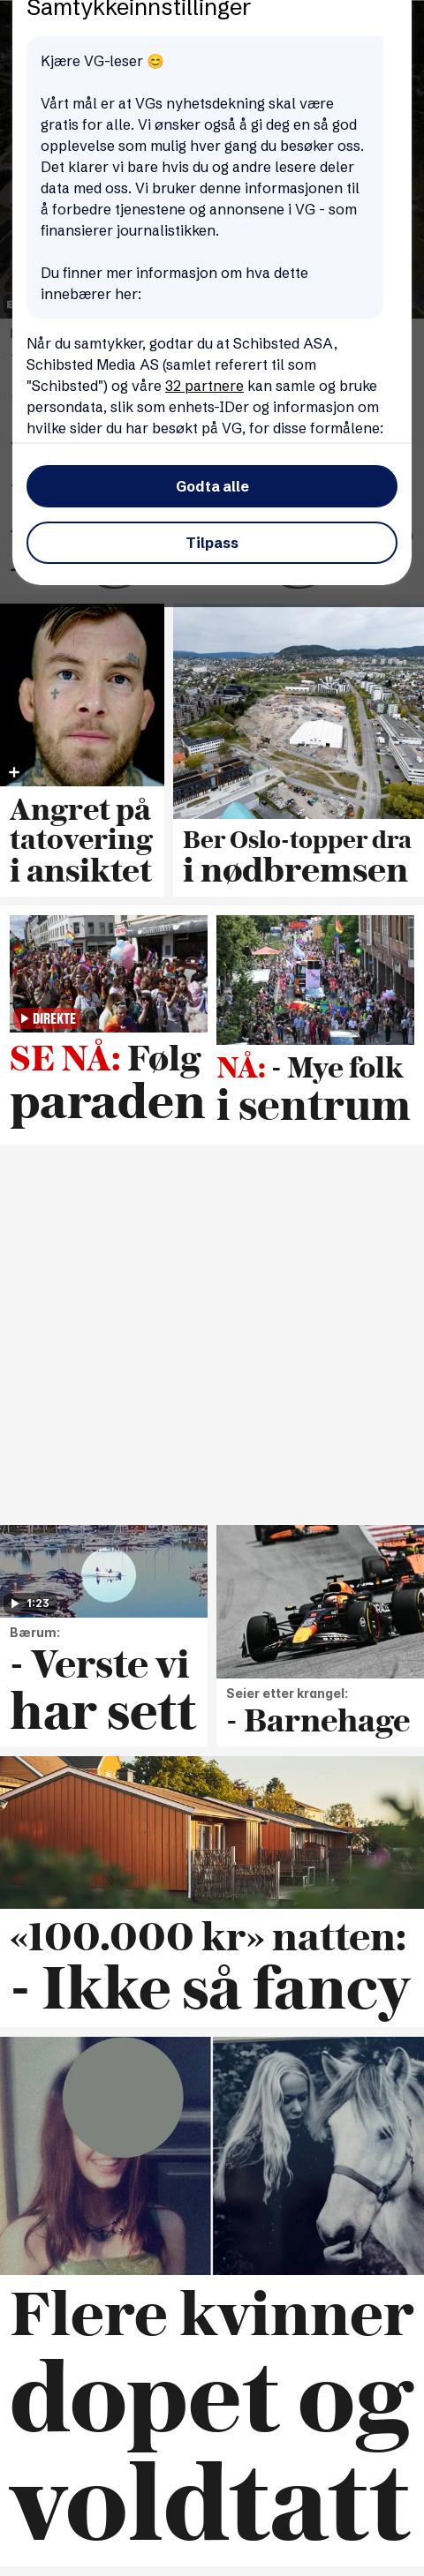 Samtykkeinnstillinger
Kjære VG-leser 😊
Vårt mål er at VGs nyhetsdekning skal være
gratis for alle. Vi ønsker også å gi deg en så god
opplevelse som mulig hver gang du besøker oss.
Det klarer vi bare hvis du og andre lesere deler
data med oss. Vi bruker denne informasjonen til
å forbedre tjenestene og annonsene i VG - som
finansierer journalistikken.
Du finner mer informasjon om hva dette
innebærer her:
Når du samtykker, godtar du at Schibsted ASA,
Schibsted Media AS (samlet referert til som
"Schibsted") og våre 32 partnere kan samle og bruke
persondata, slik som enhets-IDer og informasjon om
hvilke sider du har besøkt på VG, for disse formålene:
Godta alle
Tilpass
Angret på
tatovering
i ansiktet
Ber Oslo-topper dra
i nødbremsen
DIREKTE
SE NÅ: Følg
paraden
NÅ: - Mye folk
i sentrum
1:23
Bærum:
- Verste vi
har sett
Seier etter krangel:
- Barnehage
«100.000 kr» natten:
- Ikke så fancy
Flere kvinner
dopet og
voldtatt